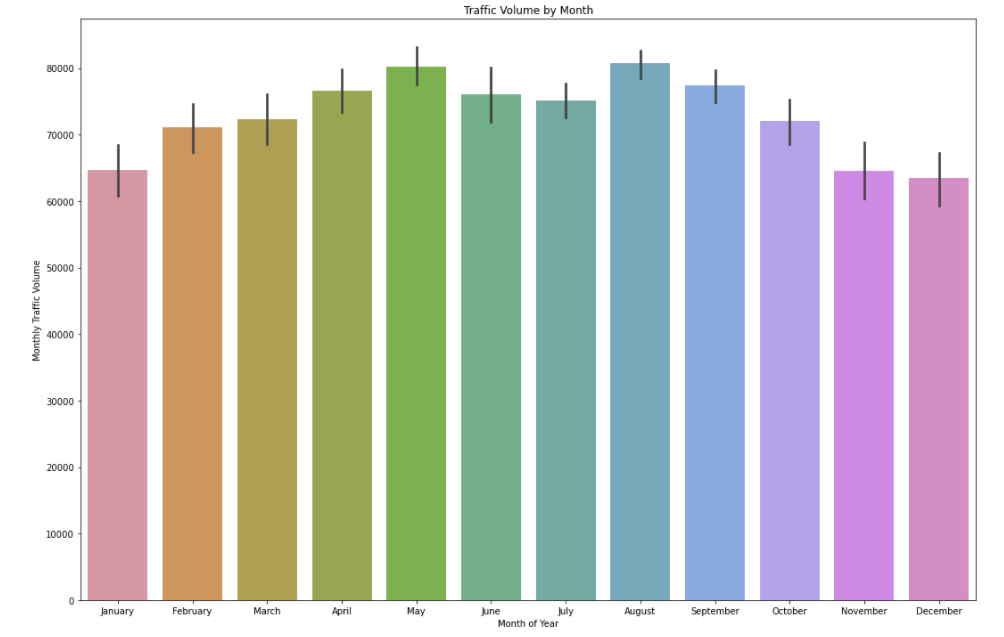 Traffic Volume by Month
Monthly Traffic Volume
80000
70000
60000
50000
40000
30000
20000
10000
0
January February March April May June July August September October November December
Month of Year